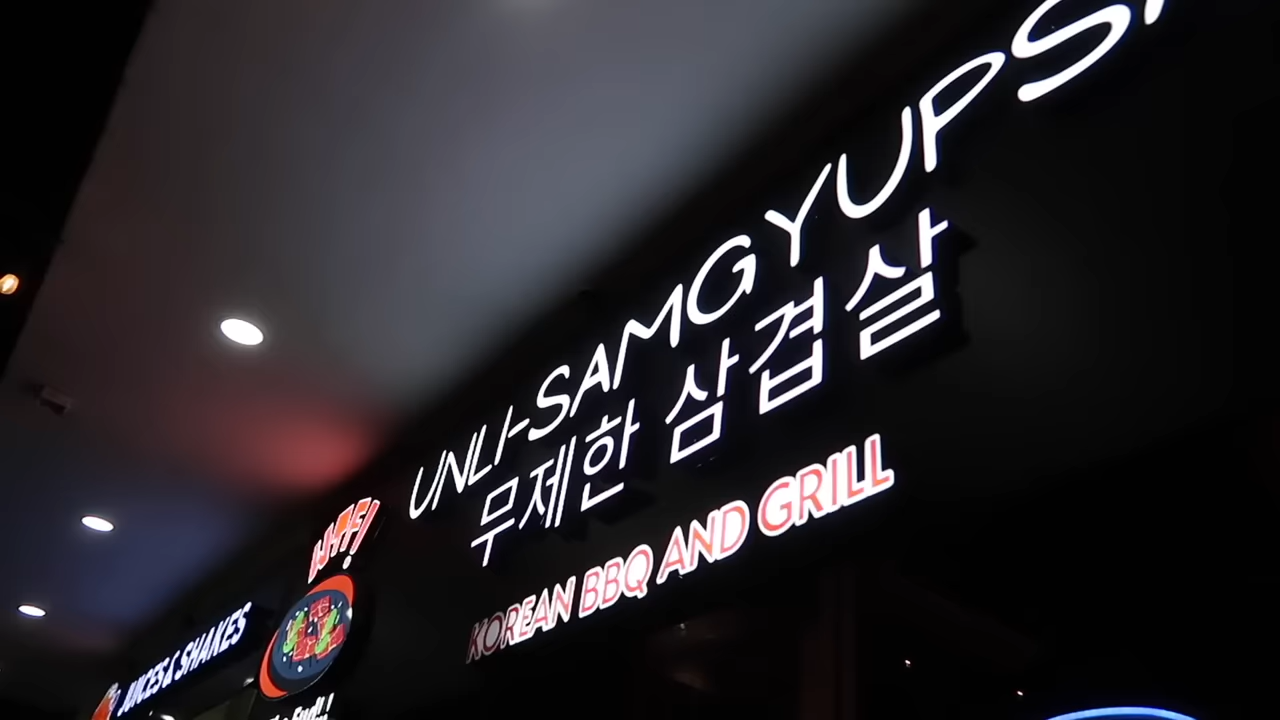 UNLI-SAMGYUPS
무제한 삼겹살
KOREAN BBQ AND GRILL
JUICES & SHAKES